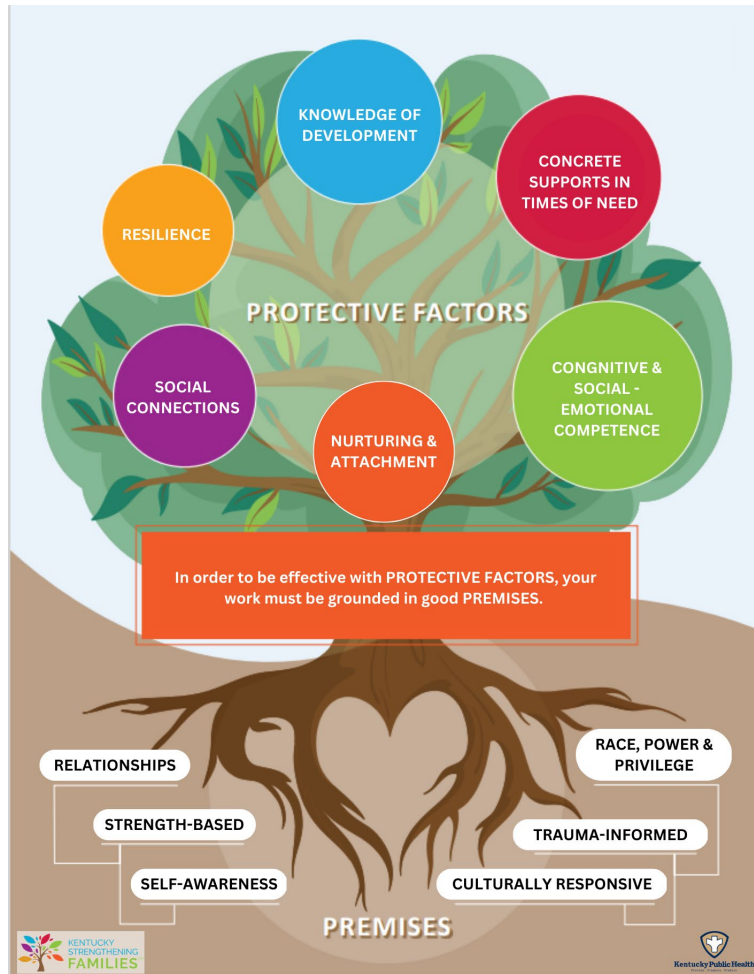 KNOWLEDGE OF
DEVELOPMENT
CONCRETE
SUPPORTS IN
TIMES OF NEED
RESILIENCE
PROTECTIVE FACTORS
SOCIAL
CONNECTIONS
CONGNITIVE &
SOCIAL -
EMOTIONAL
COMPETENCE
NURTURING &
ATTACHMENT
In order to be effective with PROTECTIVE FACTORS, your
work must be grounded in good PREMISES.
RELATIONSHIPS
STRENGTH-BASED
SELF-AWARENESS
RACE, POWER &
PRIVILEGE
TRAUMA-INFORMED
CULTURALLY RESPONSIVE
PREMISES
KENTUCKY
STRENGTHENING
FAMILIES
Kentucky Public Health